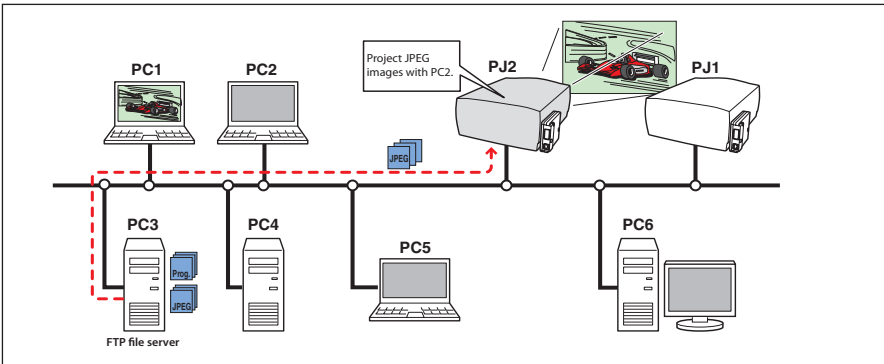 PC1
PC2
Project JPEG
images with PC2.
PJ2
PJ1
JPEG
PC3
PC4
PC5
PC6
Prog.
JPEG
FTP file server